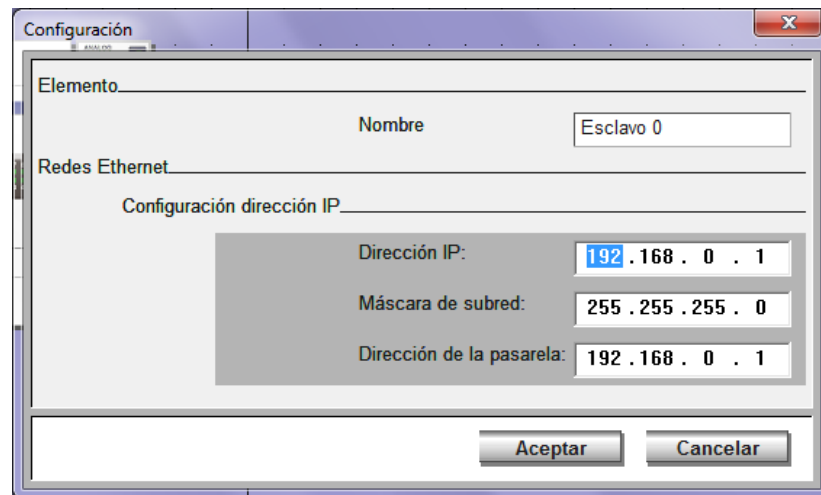 Configuración
ANALOG
Elemento
Nombre
Esclavo 0
Redes Ethernet
Configuración dirección IP
Dirección IP:
192.168.0.1
Máscara de subred:
255.255.255.0
Dirección de la pasarela:
192.168.0.1
Aceptar
Cancelar